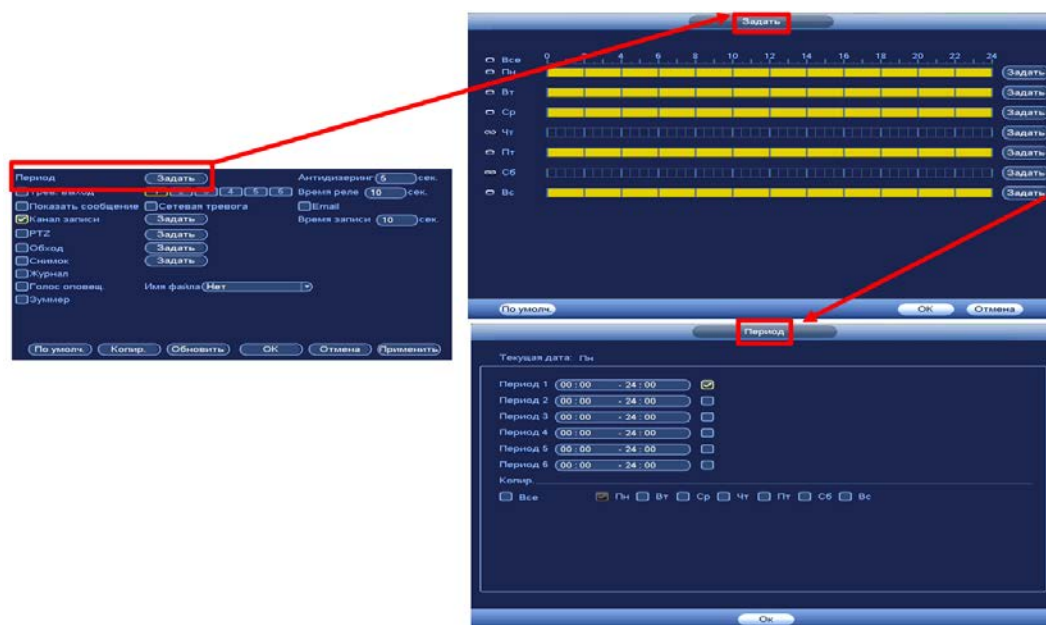 Период Задать Антидизеринг 5 сек.
Трев. выход 1 2 3 4 5 6 Время реле 10 сек.
Показать сообщение Сетевая тревога Email
Канал записи Задать Время записи 10 сек.
PTZ Задать
Обход Задать
Снимок Задать
Журнал
Голос оповещ. Имя файла Нет
Зуммер
По умолч. Копир. Обновить OK Отмена Применить
Задать
0 2 4 6 8 10 12 14 16 18 20 22 24
Все
Пн Задать
Вт Задать
Ср Задать
Чт Задать
Пт Задать
Сб Задать
Вс Задать
По умолч. OK Отмена
Период
Текущая дата: Пн
Период 1 00 : 00 - 24 : 00
Период 2 00 : 00 - 24 : 00
Период 3 00 : 00 - 24 : 00
Период 4 00 : 00 - 24 : 00
Период 5 00 : 00 - 24 : 00
Период 6 00 : 00 - 24 : 00
Копир.
Все Пн Вт Ср Чт Пт Сб Вс
Ок